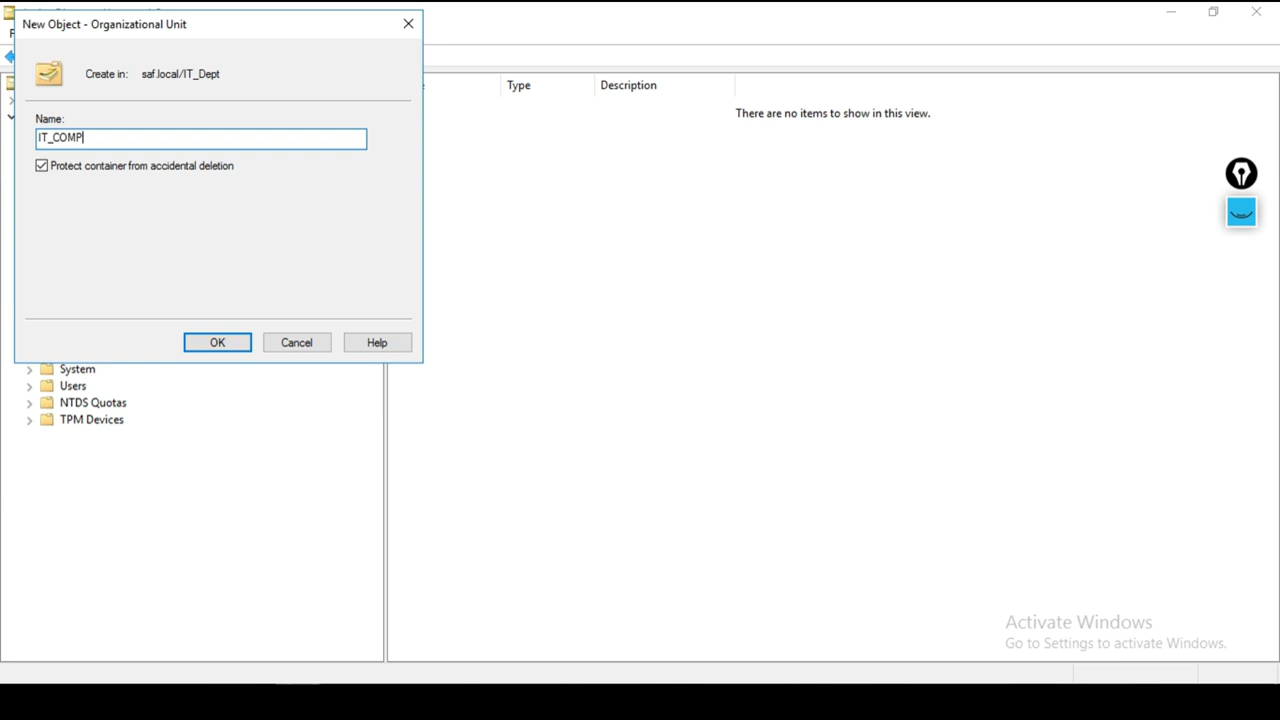 New Object - Organizational Unit
Create in: saf.local/IT_Dept
Name:
IT_COMP
Protect container from accidental deletion
OK Cancel Help
Type Description
There are no items to show in this view.
System
Users
NTDS Quotas
TPM Devices
Activate Windows
Go to Settings to activate Windows.